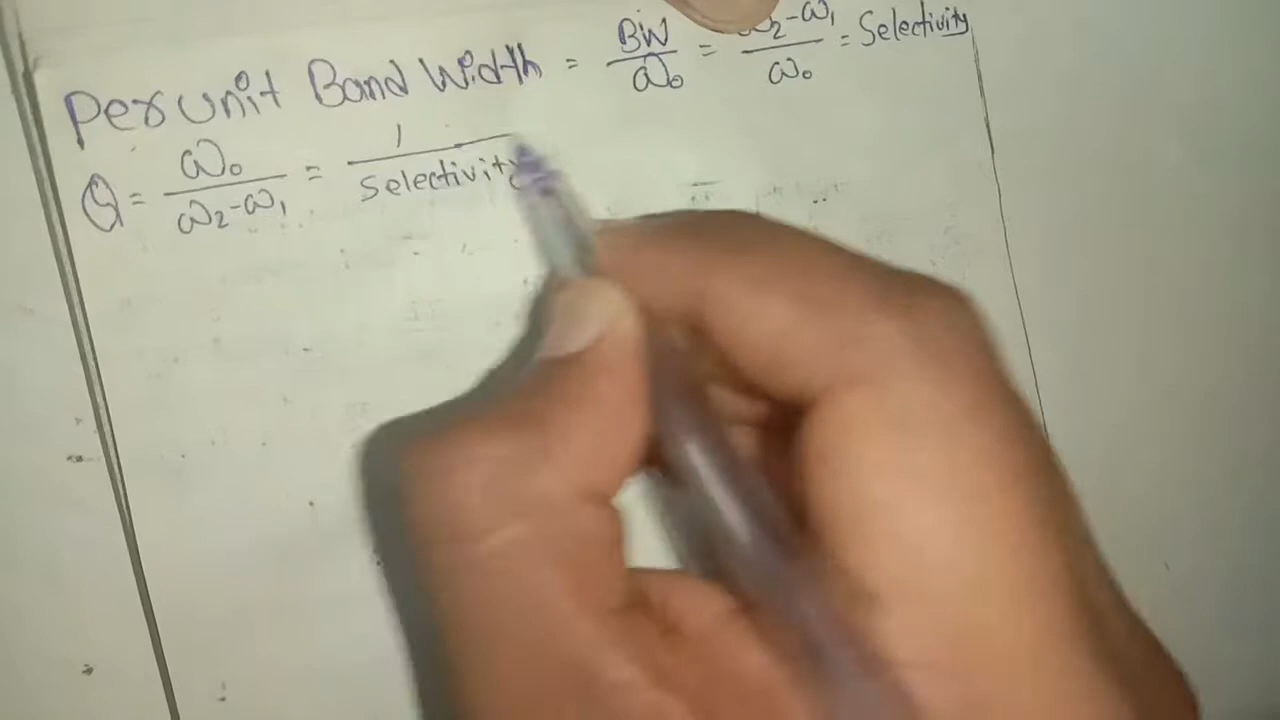 Per unit Band Width = BW/ω₀ = ω₂-ω₁/ω₀ = Selectivity
Q = ω₀/ω₂-ω₁ = 1/selectivity